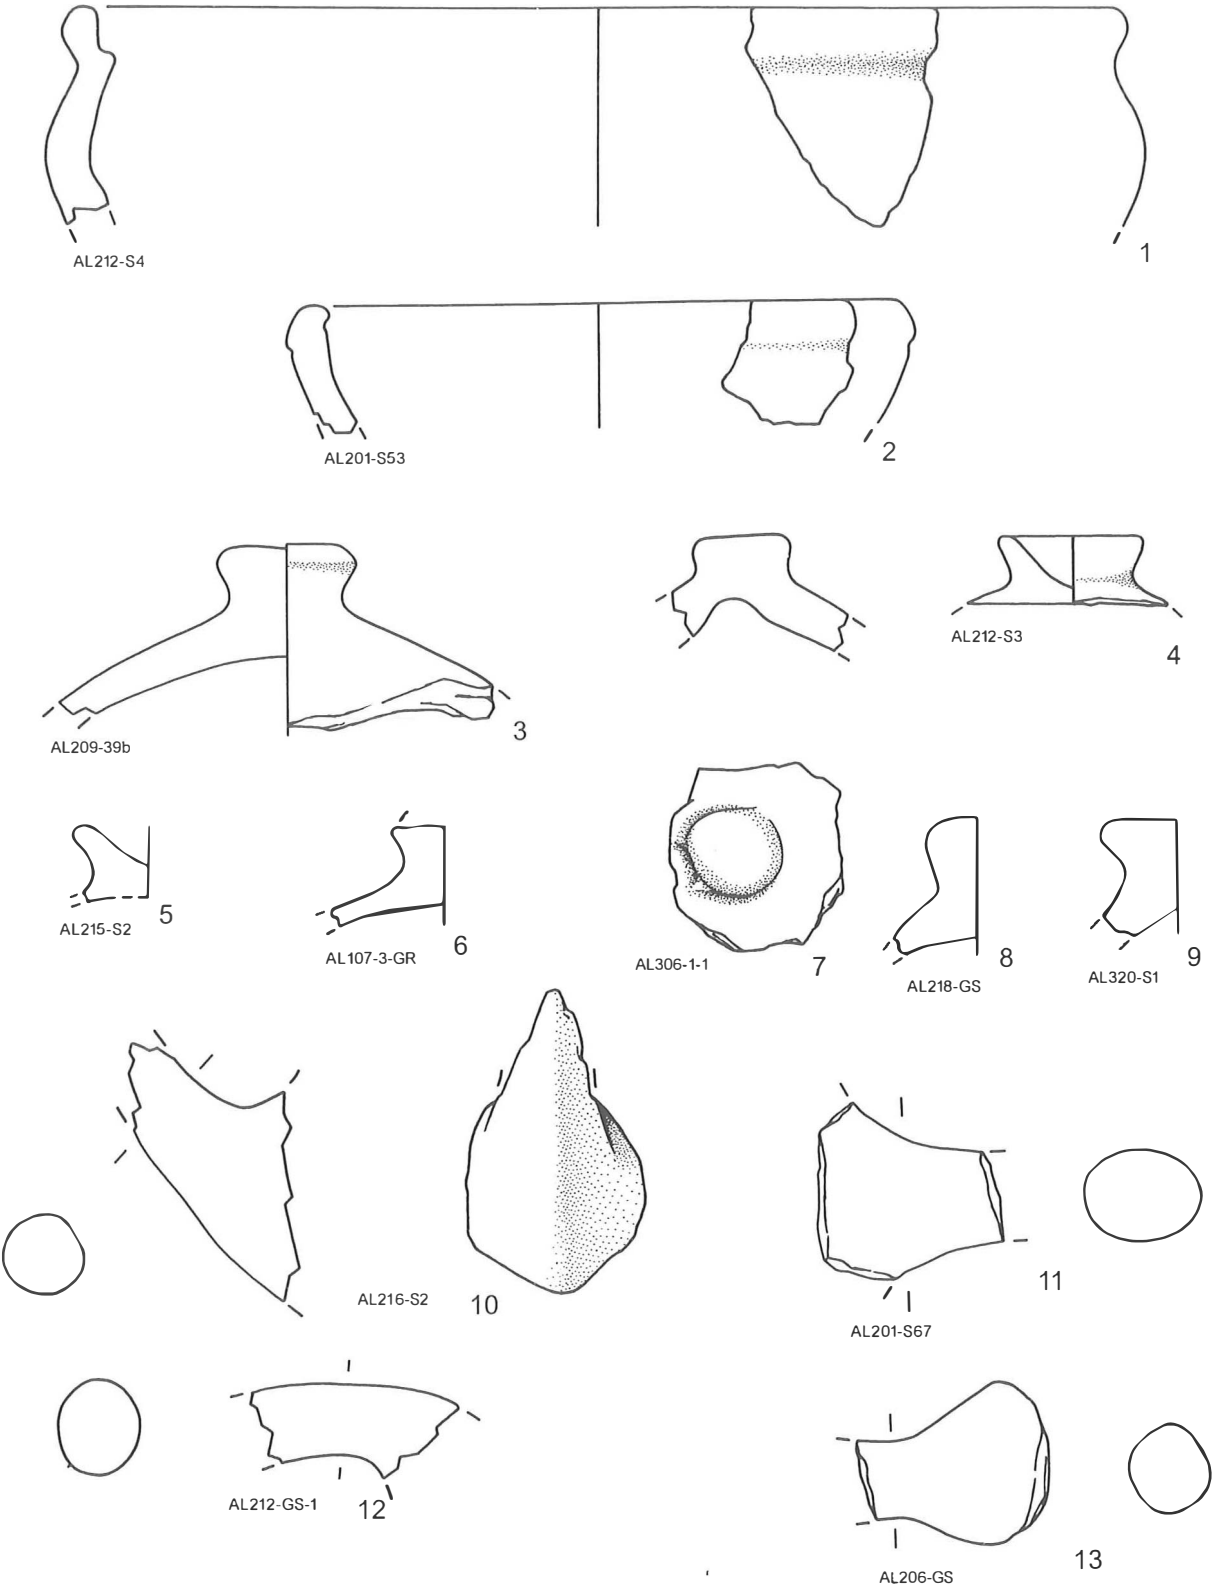 AL212-S4
1
AL201-S53
2
AL209-39b
3
AL212-S3
4
AL215-S2
5
AL107-3-GR
6
AL306-1-1
7
AL218-GS
8
AL320-S1
9
AL216-S2
10
AL201-S67
11
AL212-GS-1
12
AL206-GS
13